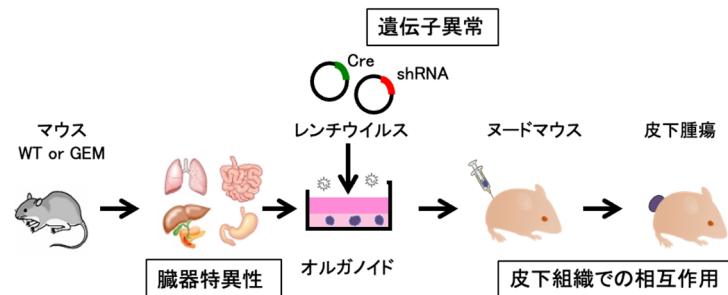 遺伝子異常
Cre
shRNA
マウス
WT or GEM
レンチウイルス
ヌードマウス
皮下腫瘍
臓器特異性
オルガノイド
皮下組織での相互作用